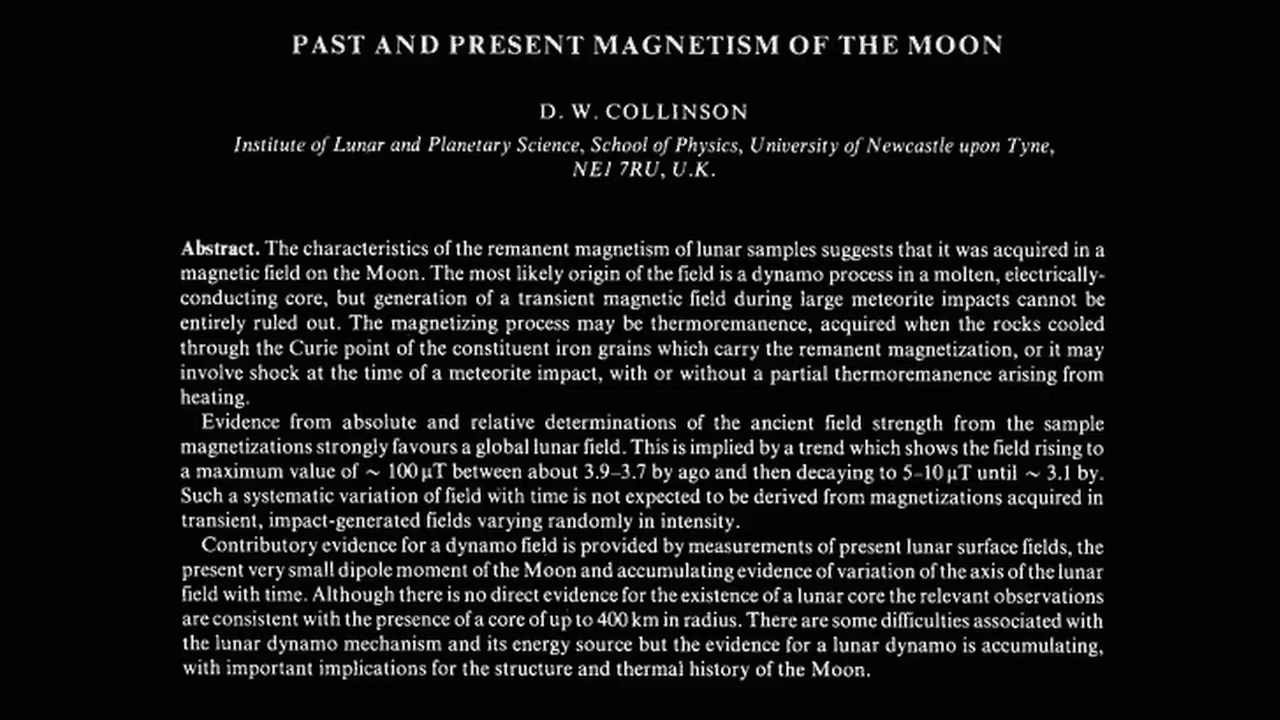 PAST AND PRESENT MAGNETISM OF THE MOON
D. W. COLLINSON
Institute of Lunar and Planetary Science, School of Physics, University of Newcastle upon Tyne,
NE1 7RU, U.K.
Abstract. The characteristics of the remanent magnetism of lunar samples suggests that it was acquired in a
magnetic field on the Moon. The most likely origin of the field is a dynamo process in a molten, electrically-
conducting core, but generation of a transient magnetic field during large meteorite impacts cannot be
entirely ruled out. The magnetizing process may be thermoremanence, acquired when the rocks cooled
through the Curie point of the constituent iron grains which carry the remanent magnetization, or it may
involve shock at the time of a meteorite impact, with or without a partial thermoremanence arising from
heating.
Evidence from absolute and relative determinations of the ancient field strength from the sample
magnetizations strongly favours a global lunar field. This is implied by a trend which shows the field rising to
a maximum value of ~ 100 μT between about 3.9–3.7 by ago and then decaying to 5–10 μT until ~ 3.1 by.
Such a systematic variation of field with time is not expected to be derived from magnetizations acquired in
transient, impact-generated fields varying randomly in intensity.
Contributory evidence for a dynamo field is provided by measurements of present lunar surface fields, the
present very small dipole moment of the Moon and accumulating evidence of variation of the axis of the lunar
field with time. Although there is no direct evidence for the existence of a lunar core the relevant observations
are consistent with the presence of a core of up to 400 km in radius. There are some difficulties associated with
the lunar dynamo mechanism and its energy source but the evidence for a lunar dynamo is accumulating,
with important implications for the structure and thermal history of the Moon.